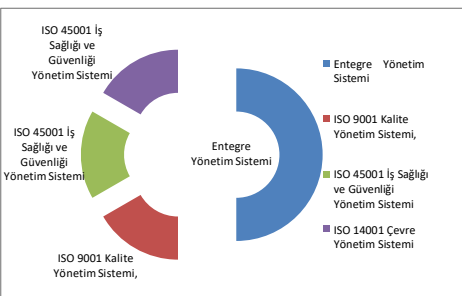 ISO 45001 İş
Sağlığı ve
Güvenliği
Yönetim Sistemi
ISO 45001 İş
Sağlığı ve
Güvenliği
Yönetim Sistemi
ISO 9001 Kalite
Yönetim Sistemi,
Entegre
Yönetim Sistemi
Entegre Yönetim
Sistemi
ISO 9001 Kalite
Yönetim Sistemi,
ISO 45001 İş Sağlığı
ve Güvenliği
Yönetim Sistemi
ISO 14001 Çevre
Yönetim Sistemi